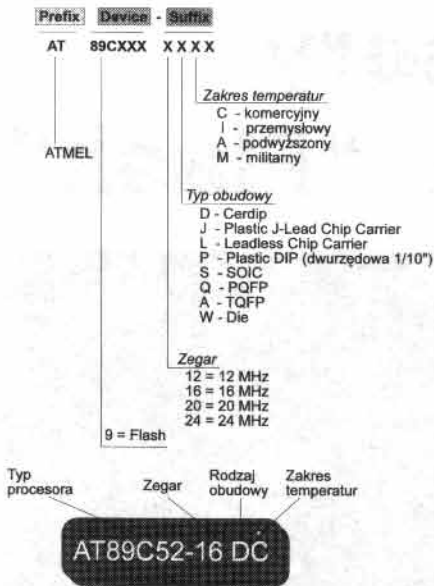 Prefix Device - Suffix
AT 89CXXX X X X X
Zakres temperatur
C - komercyjny
I - przemysłowy
A - podwyższony
M - militarny
ATMEL
Typ obudowy
D - Cerdip
J - Plastic J-Lead Chip Carrier
L - Leadless Chip Carrier
P - Plastic DIP (dwurzędowa 1/10")
S - SOIC
Q - PQFP
A - TQFP
W - Die
Zegar
12 = 12 MHz
16 = 16 MHz
20 = 20 MHz
24 = 24 MHz
9 = Flash
Typ procesora
Zegar
Rodzaj obudowy
Zakres temperatur
AT89C52-16 DC